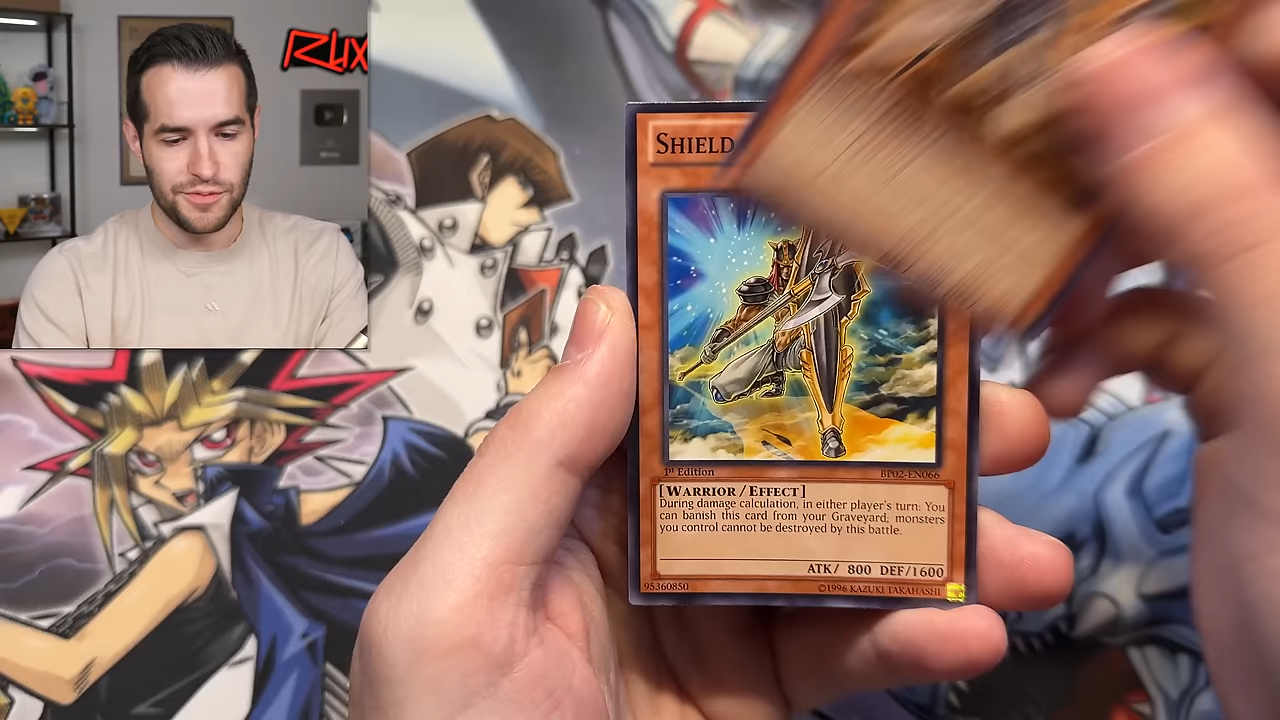 Rux
SHIELD
1st Edition
BP02-EN066
[WARRIOR / EFFECT]
During damage calculation, in either player's turn: You
can banish this card from your Graveyard; monsters
you control cannot be destroyed by this battle.
ATK/ 800 DEF/1600
95360850
©1996 KAZUKI TAKAHASHI